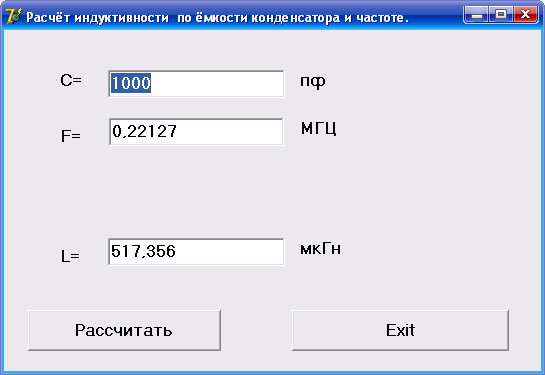 Расчёт индуктивности по ёмкости конденсатора и частоте.
C= 1000 пф
F= 0,22127 МГЦ
L= 517,356 мкГн
Рассчитать Exit